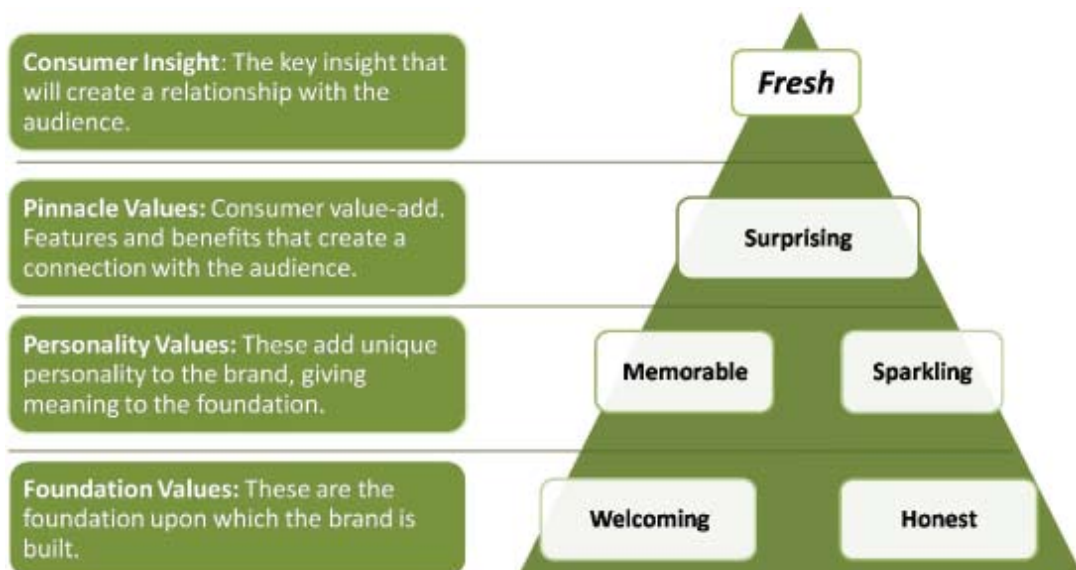 Consumer Insight: The key insight that
will create a relationship with the
audience.
Fresh
Pinnacle Values: Consumer value-add.
Features and benefits that create a
connection with the audience.
Surprising
Personality Values: These add unique
personality to the brand, giving
meaning to the foundation.
Memorable
Sparkling
Foundation Values: These are the
foundation upon which the brand is
built.
Welcoming
Honest